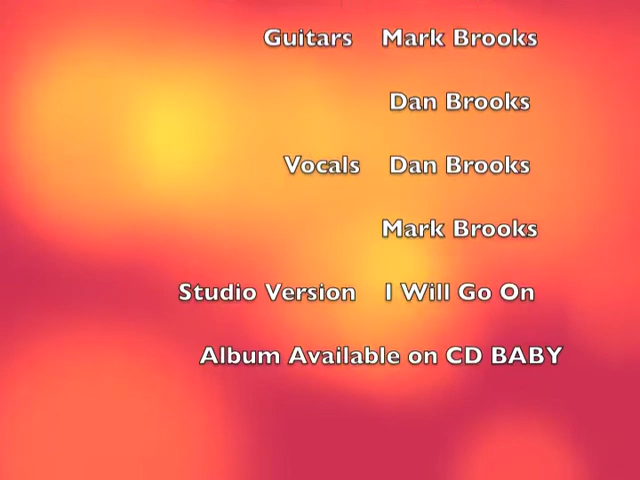 Guitars Mark Brooks
Dan Brooks
Vocals Dan Brooks
Mark Brooks
Studio Version I Will Go On
Album Available on CD BABY